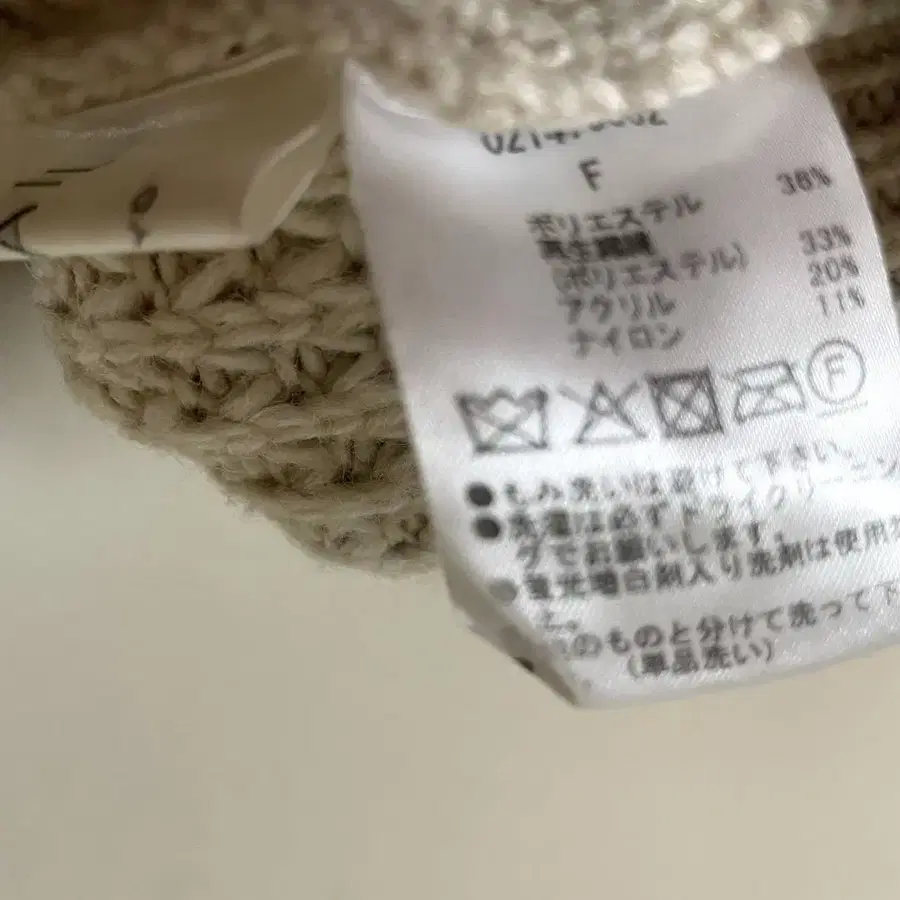 F
ポリエステル 36%
再生繊維
(ポリエステル) 33%
アクリル 20%
ナイロン 11%
F
●もみ洗いは避けて下さい。
●洗濯は必ずドライクリーニン
グでお願いします。
●蛍光増白剤入り洗剤は使用
と。
のものと分けて洗って下
(単品洗い)